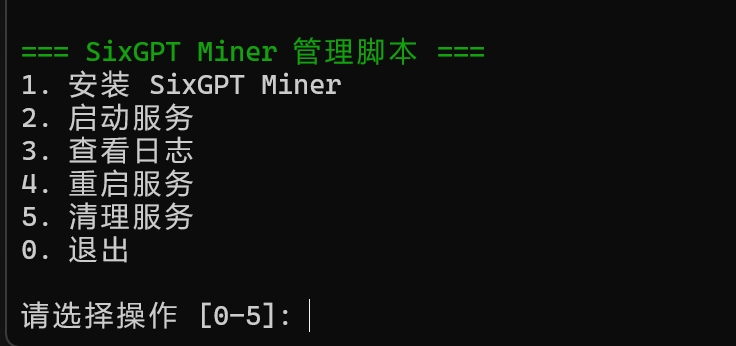 === SixGPT Miner 管理脚本 ===
1. 安装 SixGPT Miner
2. 启动服务
3. 查看日志
4. 重启服务
5. 清理服务
0. 退出
请选择操作 [0-5]: